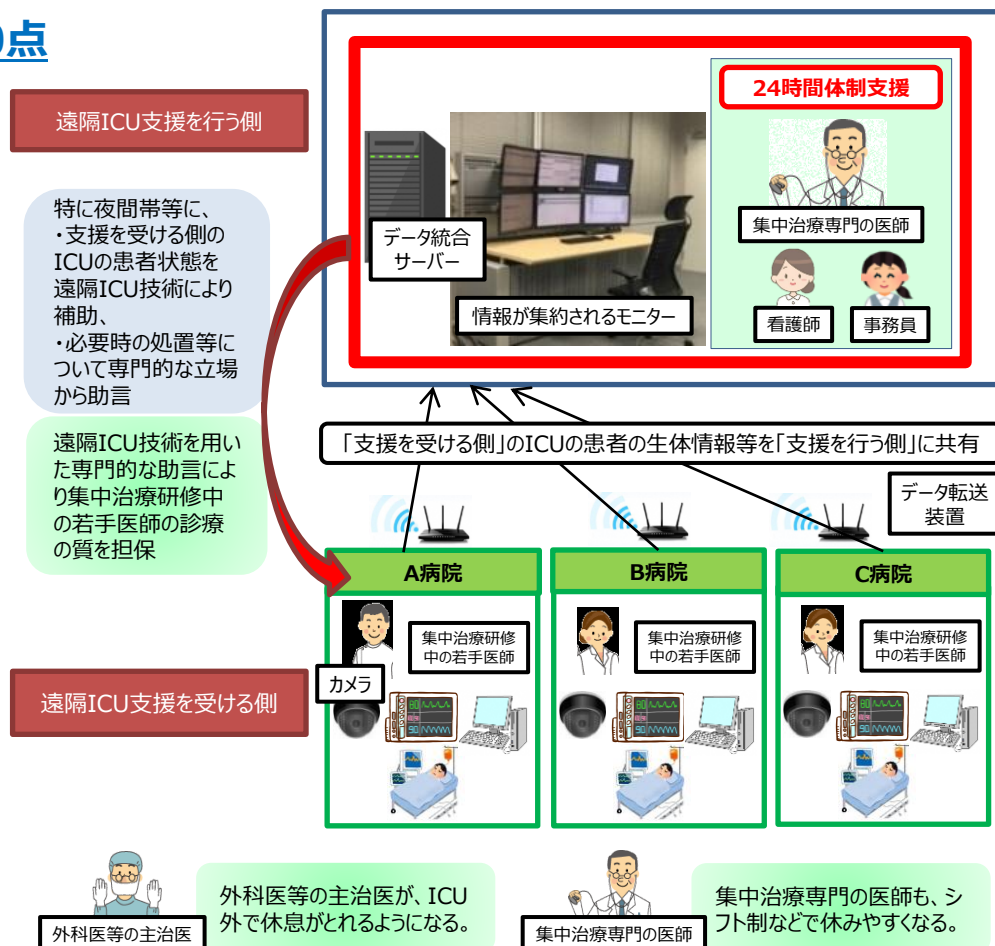 点
遠隔ICU支援を行う側
特に夜間帯等に、
・支援を受ける側の
ICUの患者状態を
遠隔ICU技術により
補助、
・必要時の処置等に
ついて専門的な立場
から助言
遠隔ICU技術を用い
た専門的な助言によ
り集中治療研修中
の若手医師の診療
の質を担保
24時間体制支援
集中治療専門の医師
看護師
事務員
データ統合
サーバー
情報が集約されるモニター
「支援を受ける側」のICUの患者の生体情報等を「支援を行う側」に共有
データ転送
装置
A病院
B病院
C病院
集中治療研修
中の若手医師
集中治療研修
中の若手医師
集中治療研修
中の若手医師
カメラ
遠隔ICU支援を受ける側
外科医等の主治医
外科医等の主治医が、ICU
外で休息がとれるようになる。
集中治療専門の医師
集中治療専門の医師も、シ
フト制などで休みやすくなる。